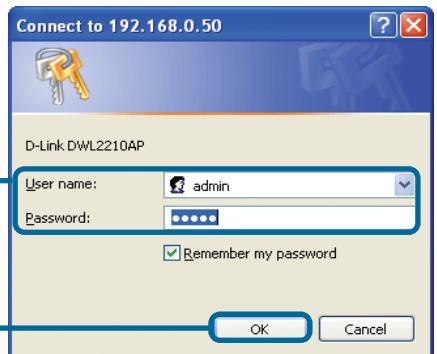 Connect to 192.168.0.50
D-Link DWL2210AP
User name:
admin
Password:
•••••
Remember my password
OK
Cancel